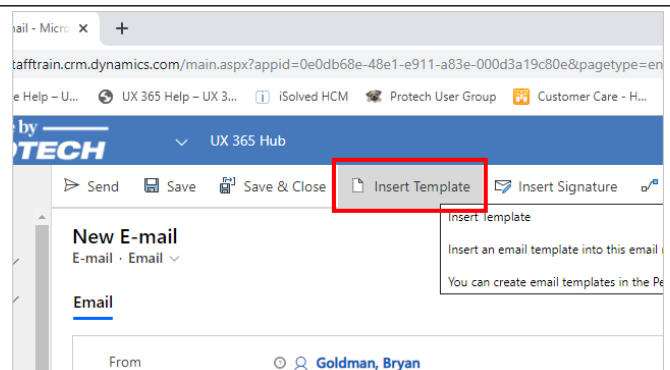 nail - Micro × +
tafftrain.crm.dynamics.com/main.aspx?appid=0e0db68e-48e1-e911-a83e-000d3a19c80e&pagetype=en
e Help – U... UX 365 Help – UX 3... iSolved HCM Protech User Group Customer Care - H...
by
OTECH UX 365 Hub
Send Save Save & Close Insert Template Insert Signature
Insert Template
New E-mail
Insert an email template into this email
E-mail · Email
You can create email templates in the Pe
Email
From Goldman, Bryan